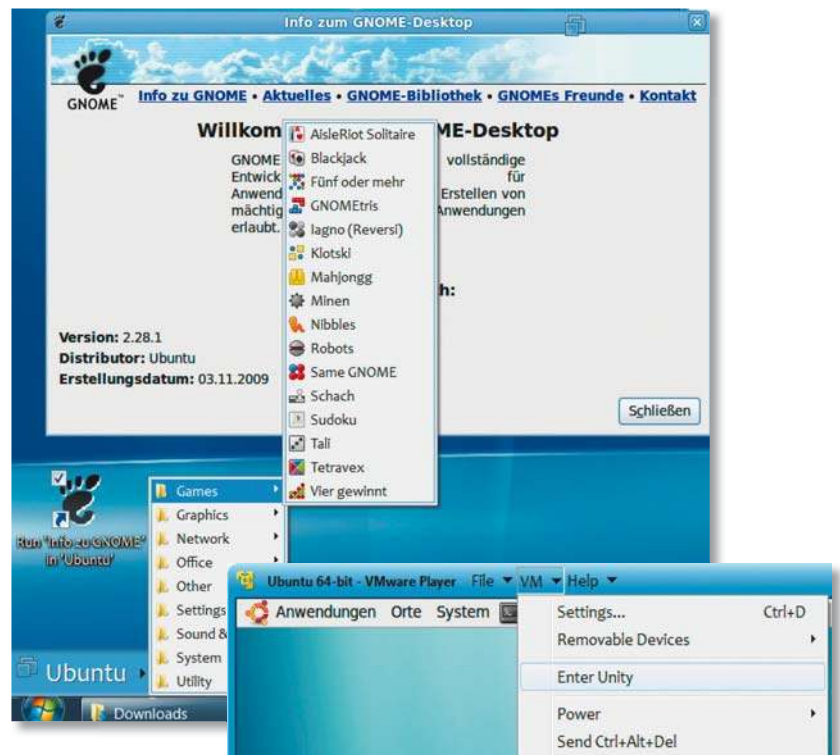 Info zum GNOME-Desktop
GNOME™
Info zu GNOME • Aktuelles • GNOME-Bibliothek • GNOMEs Freunde • Kontakt
Willkom ME-Desktop
GNOME vollständige
Entwick für
Anwend Erstellen von
mächtig Anwendungen
erlaubt.
h:
Version: 2.28.1
Distributor: Ubuntu
Erstellungsdatum: 03.11.2009
Schließen
AisleRiot Solitaire
Blackjack
Fünf oder mehr
GNOMEtris
Iagno (Reversi)
Klotski
Mahjongg
Minen
Nibbles
Robots
Same GNOME
Schach
Sudoku
Tali
Tetravex
Vier gewinnt
Run "Info zu GNOME"
in 'Ubuntu'
Games
Graphics
Network
Office
Other
Settings
Sound &
System
Utility
Ubuntu
Downloads
Ubuntu 64-bit - VMware Player File VM Help
Anwendungen Orte System
Settings... Ctrl+D
Removable Devices
Enter Unity
Power
Send Ctrl+Alt+Del